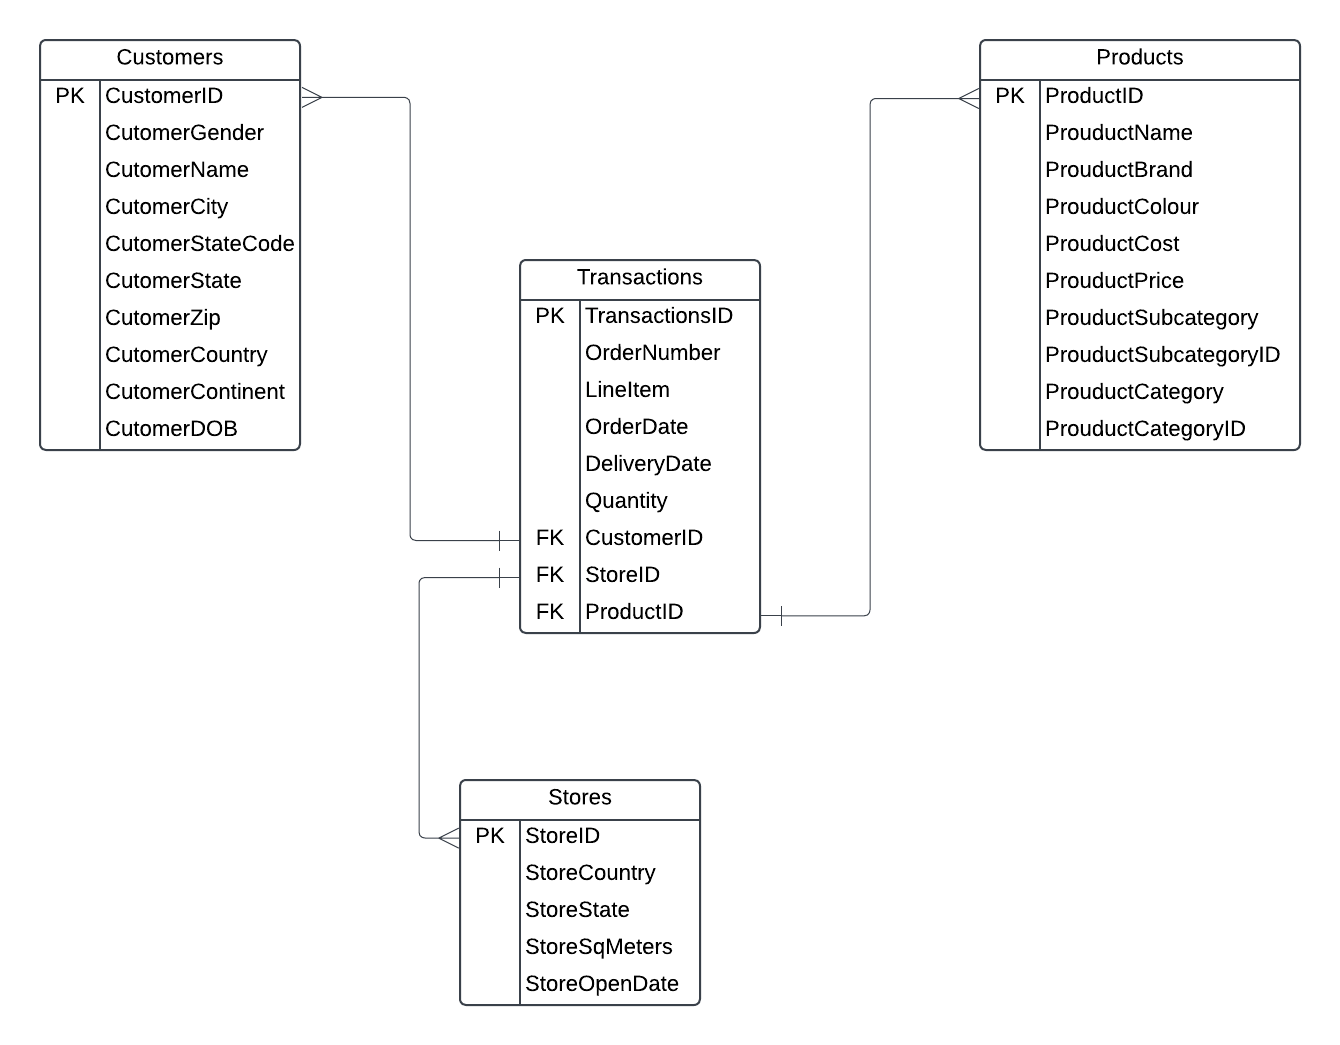 Customers
PK CustomerID
CutomerGender
CutomerName
CutomerCity
CutomerStateCode
CutomerState
CutomerZip
CutomerCountry
CutomerContinent
CutomerDOB
Products
PK ProductID
ProuductName
ProuductBrand
ProuductColour
ProuductCost
ProuductPrice
ProuductSubcategory
ProuductSubcategoryID
ProuductCategory
ProuductCategoryID
Transactions
PK TransactionsID
OrderNumber
LineItem
OrderDate
DeliveryDate
Quantity
FK CustomerID
FK StoreID
FK ProductID
Stores
PK StoreID
StoreCountry
StoreState
StoreSqMeters
StoreOpenDate